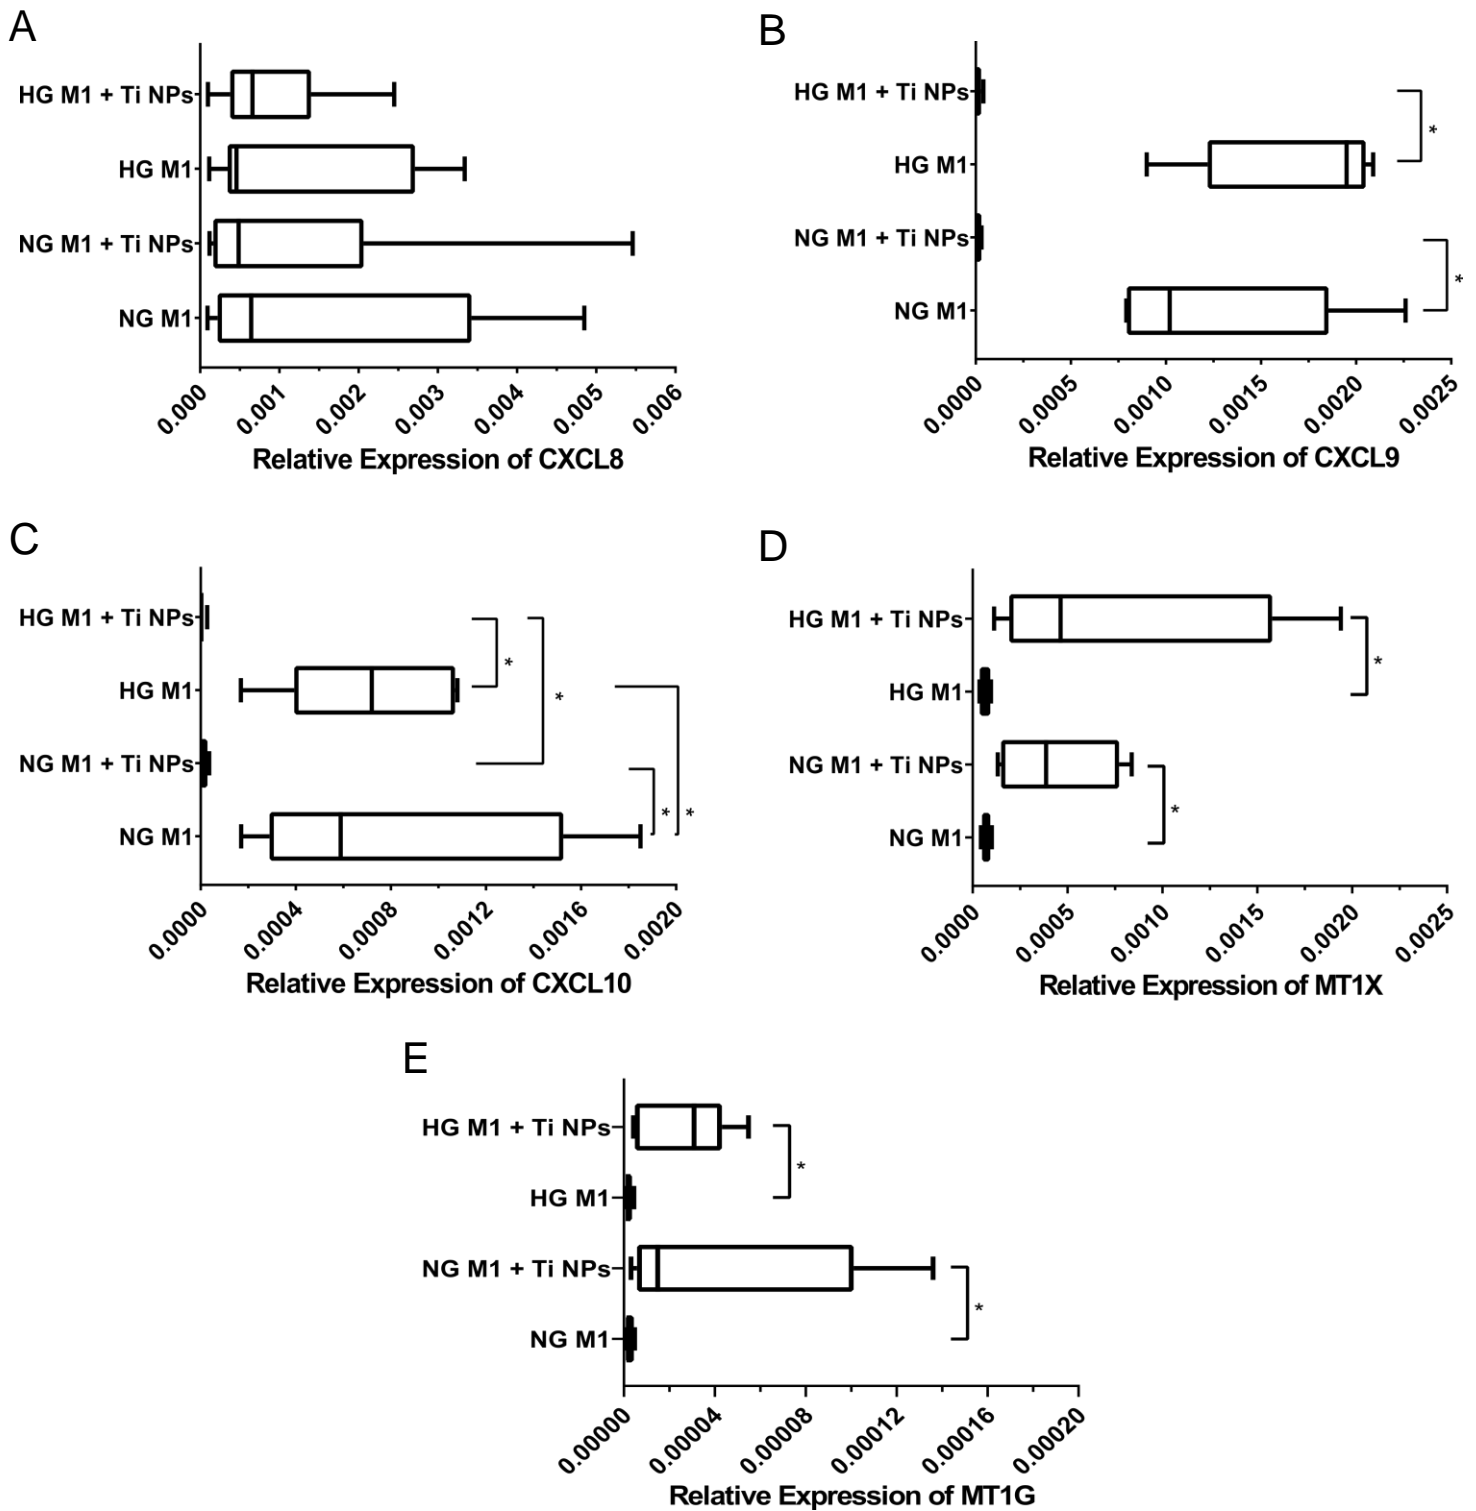 A
HG M1 + Ti NPs
HG M1
NG M1 + Ti NPs
NG M1
0.000 0.001 0.002 0.003 0.004 0.005 0.006
Relative Expression of CXCL8
B
HG M1 + Ti NPs
*
HG M1
NG M1 + Ti NPs
*
NG M1
0.0000 0.0005 0.0010 0.0015 0.0020 0.0025
Relative Expression of CXCL9
C
HG M1 + Ti NPs
*
HG M1
*
NG M1 + Ti NPs
* *
NG M1
0.0000 0.0004 0.0008 0.0012 0.0016 0.0020
Relative Expression of CXCL10
D
HG M1 + Ti NPs
*
HG M1
NG M1 + Ti NPs
*
NG M1
0.0000 0.0005 0.0010 0.0015 0.0020 0.0025
Relative Expression of MT1X
E
HG M1 + Ti NPs
*
HG M1
NG M1 + Ti NPs
*
NG M1
0.00000 0.00004 0.00008 0.00012 0.00016 0.00020
Relative Expression of MT1G